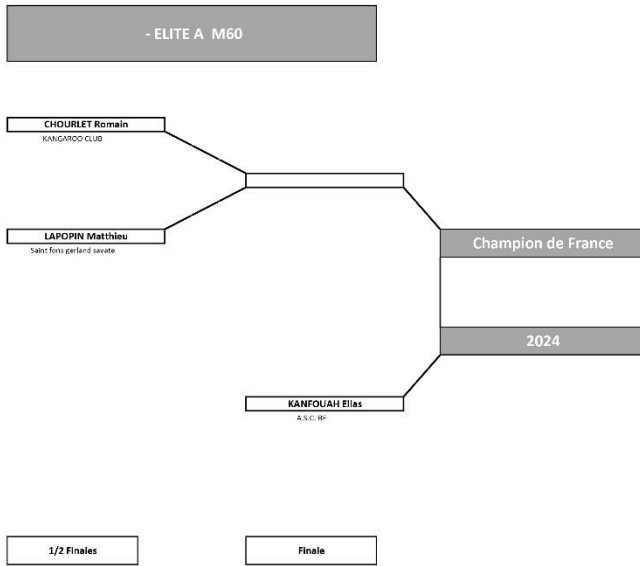 - ELITE A M60
CHOURLET Romain
KANGAROO CLUB
LAPOPIN Matthieu
Saint fons gerland savate
Champion de France
2024
KANFOUAH Elias
A.S.C. BF
1/2 Finales
Finale